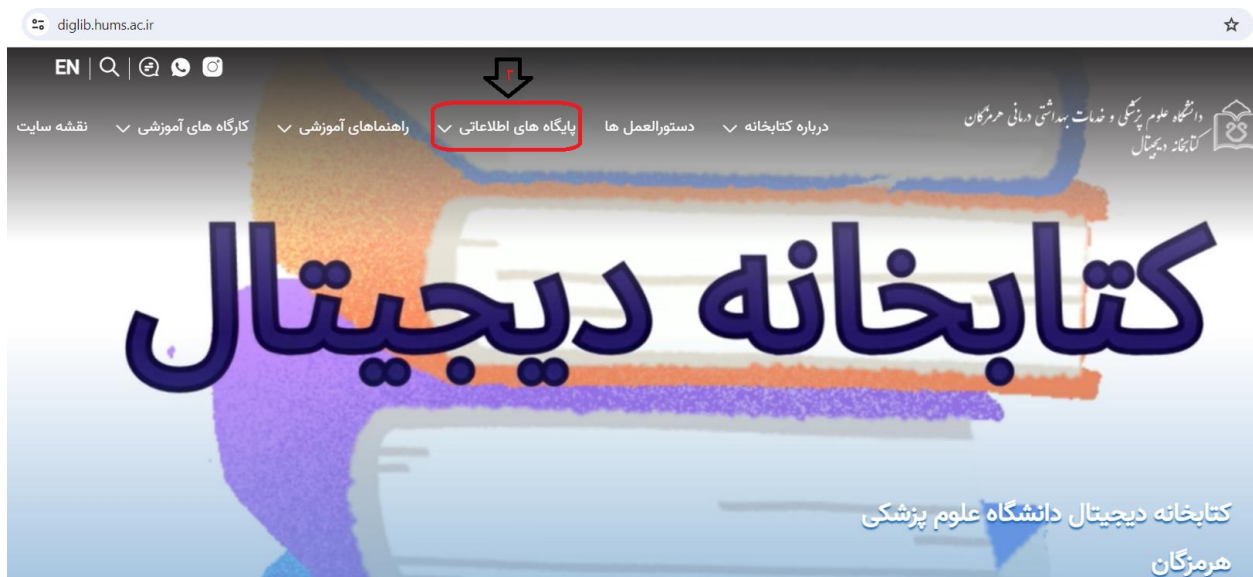 diglib.hums.ac.ir
EN
۲
دانشگاه علوم پزشکی و خدمات بهداشتی درمانی هرمزگان
کتابخانه دیجیتال
درباره کتابخانه دستورالعمل ها پایگاه های اطلاعاتی راهنماهای آموزشی کارگاه های آموزشی نقشه سایت
کتابخانه دیجیتال
کتابخانه دیجیتال دانشگاه علوم پزشکی
هرمزگان